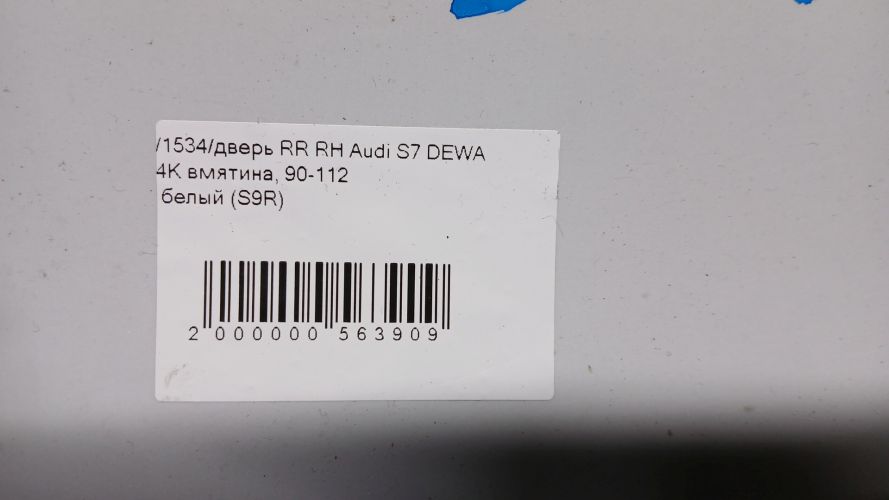 /1534/дверь RR RH Audi S7 DEWA
4K вмятина, 90-112
белый (S9R)
2 000000 563909